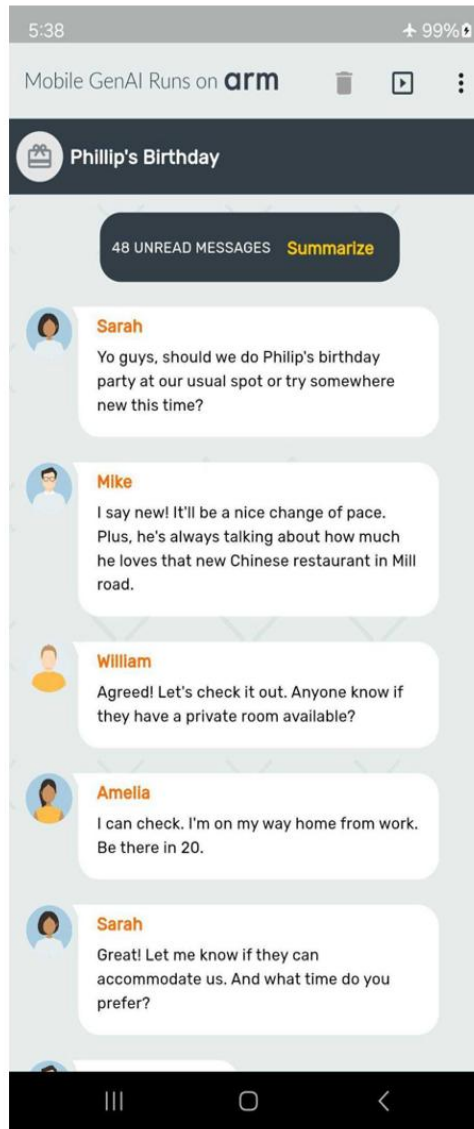 5:38 99%
Mobile GenAI Runs on arm
Phillip's Birthday
48 UNREAD MESSAGES Summarize
Sarah
Yo guys, should we do Philip's birthday
party at our usual spot or try somewhere
new this time?
Mike
I say new! It'll be a nice change of pace.
Plus, he's always talking about how much
he loves that new Chinese restaurant in Mill
road.
William
Agreed! Let's check it out. Anyone know if
they have a private room available?
Amelia
I can check. I'm on my way home from work.
Be there in 20.
Sarah
Great! Let me know if they can
accommodate us. And what time do you
prefer?